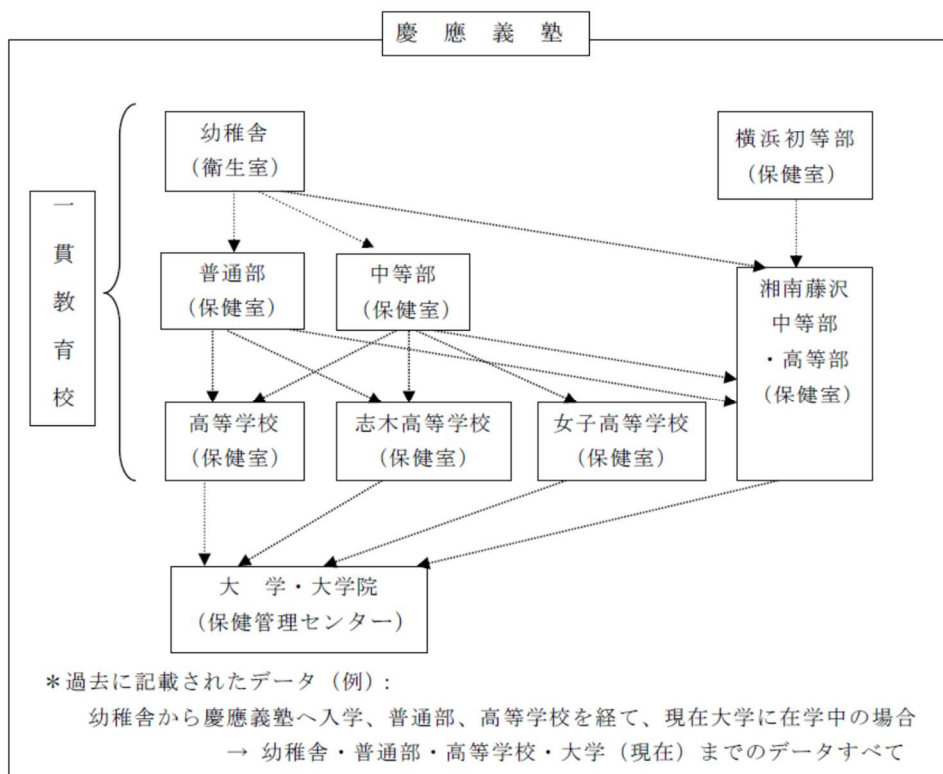 慶 應 義 塾
幼稚舎
（衛生室）
横浜初等部
（保健室）
一貫教育校
普通部
（保健室）
中等部
（保健室）
湘南藤沢
中等部
・高等部
（保健室）
高等学校
（保健室）
志木高等学校
（保健室）
女子高等学校
（保健室）
大　学・大学院
（保健管理センター）
＊過去に記載されたデータ（例）:
幼稚舎から慶應義塾へ入学、普通部、高等学校を経て、現在大学に在学中の場合
→ 幼稚舎・普通部・高等学校・大学（現在）までのデータすべて